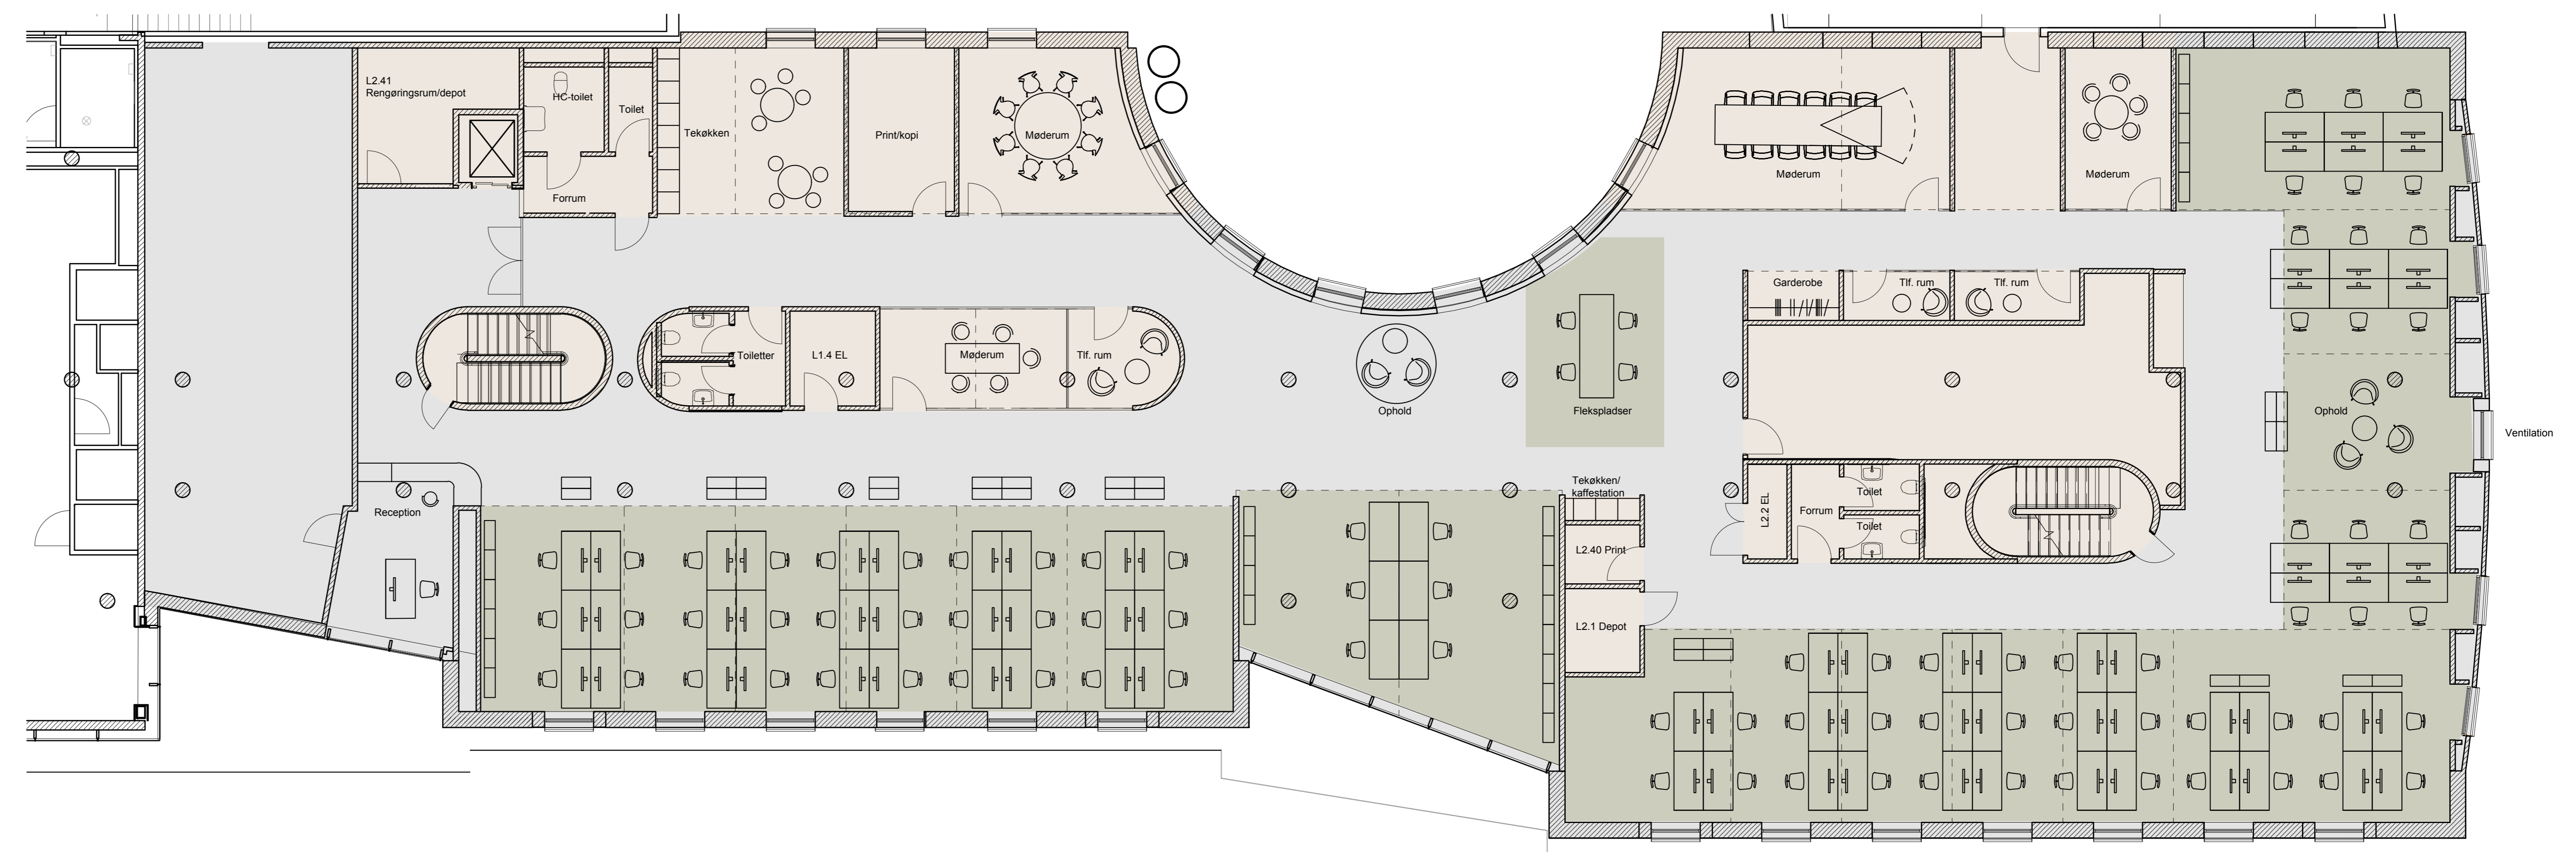 L2.41
Rengøringsrum/depot
HC-toilet
Toilet
Forrum
Tekøkken
Print/kopi
Møderum
Møderum
Møderum
Garderobe
Tlf. rum
Tlf. rum
Toiletter
L1.4 EL
Møderum
Tlf. rum
Ophold
Flekspladser
Ophold
Ventilation
Reception
Tekøkken/
kaffestation
L2.40 Print
L2.1 Depot
L2.2 EL
Forrum
Toilet
Toilet